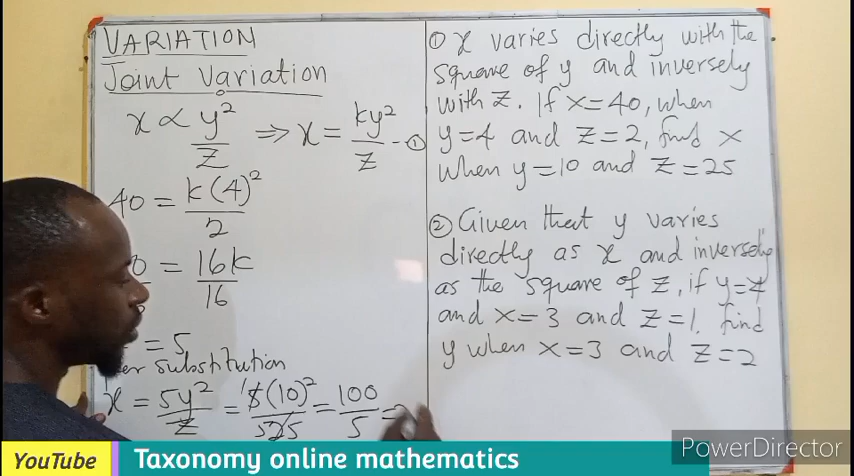 VARIATION
Joint Variation
x ∝ y²/z ⇒ x = ky²/z - ①
40 = k(4)²/2
= 16k/16
= 5
substitution
x = 5y²/z = 5(10)²/25 = 100/5 =
① x varies directly with the
square of y and inversely
with z. If x=40, when
y=4 and z=2, find x
when y=10 and z=25
② Given that y varies
directly as x and inversely
as the square of z, if y=4
and x=3 and z=1. find
y when x=3 and z=2
PowerDirector
YouTube Taxonomy online mathematics